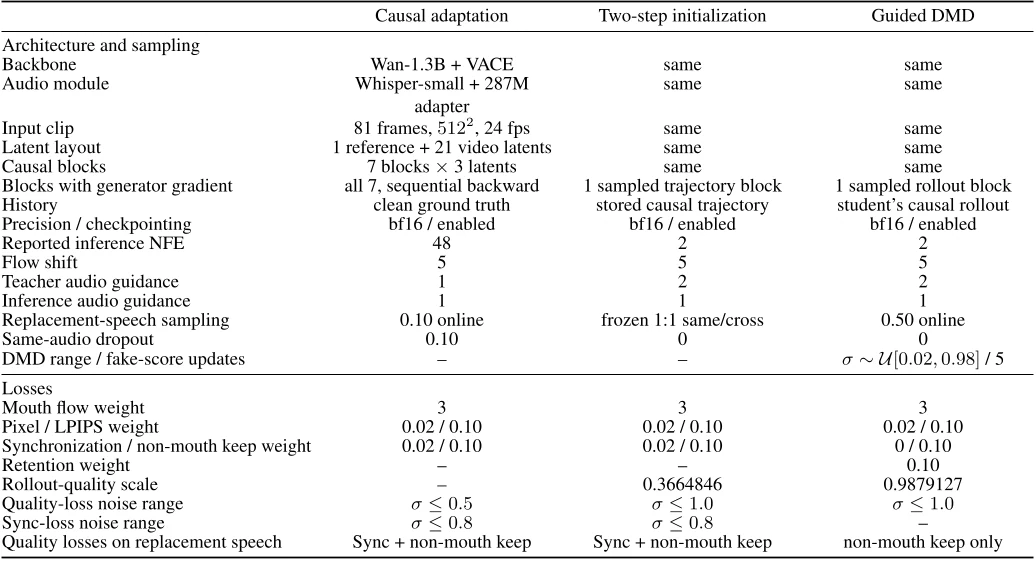 Causal adaptation Two-step initialization Guided DMD
Architecture and sampling
Backbone Wan-1.3B + VACE same same
Audio module Whisper-small + 287M same same
adapter
Input clip 81 frames, 512², 24 fps same same
Latent layout 1 reference + 21 video latents same same
Causal blocks 7 blocks × 3 latents same same
Blocks with generator gradient all 7, sequential backward 1 sampled trajectory block 1 sampled rollout block
History clean ground truth stored causal trajectory student's causal rollout
Precision / checkpointing bf16 / enabled bf16 / enabled bf16 / enabled
Reported inference NFE 48 2 2
Flow shift 5 5 5
Teacher audio guidance 1 2 2
Inference audio guidance 1 1 1
Replacement-speech sampling 0.10 online frozen 1:1 same/cross 0.50 online
Same-audio dropout 0.10 0 0
DMD range / fake-score updates – – σ ∼ 𝒰[0.02, 0.98] / 5
Losses
Mouth flow weight 3 3 3
Pixel / LPIPS weight 0.02 / 0.10 0.02 / 0.10 0.02 / 0.10
Synchronization / non-mouth keep weight 0.02 / 0.10 0.02 / 0.10 0 / 0.10
Retention weight – – 0.10
Rollout-quality scale – 0.3664846 0.9879127
Quality-loss noise range σ ≤ 0.5 σ ≤ 1.0 σ ≤ 1.0
Sync-loss noise range σ ≤ 0.8 σ ≤ 0.8 –
Quality losses on replacement speech Sync + non-mouth keep Sync + non-mouth keep non-mouth keep only